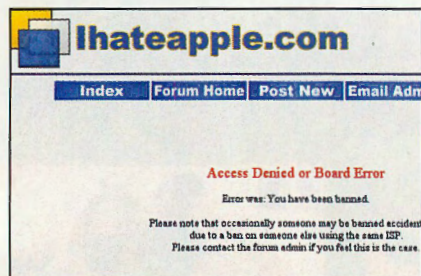 Ihateapple.com
Index Forum Home Post New Email Adm
Access Denied or Board Error
Error was: You have been banned.
Please note that occasionally someone may be banned accident
due to a ban on someone else using the same ISP.
Please contact the forum admin if you feel this is the case.